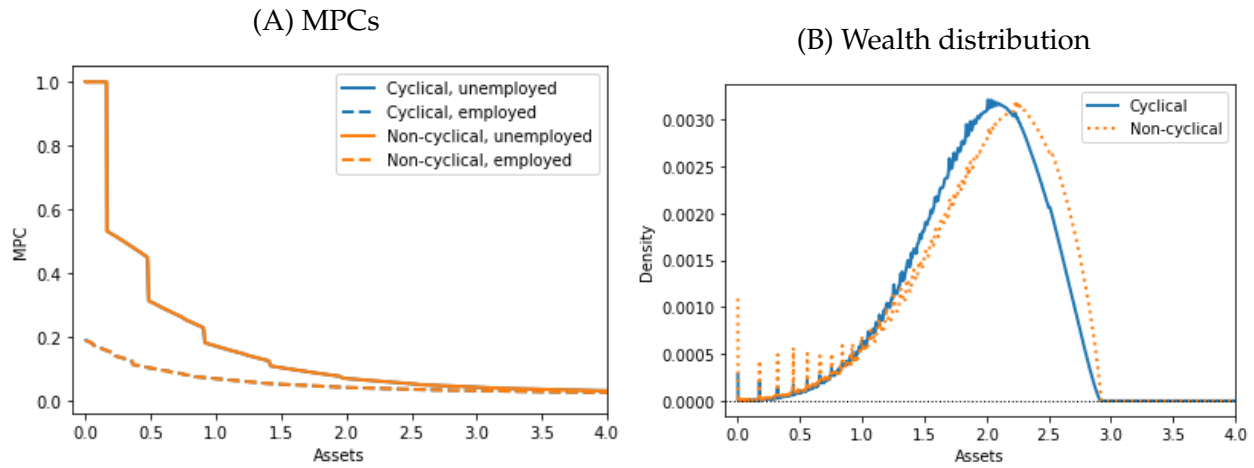 (A) MPCs
MPC
1.0
0.8
0.6
0.4
0.2
0.0
Cyclical, unemployed
Cyclical, employed
Non-cyclical, unemployed
Non-cyclical, employed
0.0 0.5 1.0 1.5 2.0 2.5 3.0 3.5 4.0
Assets
(B) Wealth distribution
Density
0.0030
0.0025
0.0020
0.0015
0.0010
0.0005
0.0000
Cyclical
Non-cyclical
0.0 0.5 1.0 1.5 2.0 2.5 3.0 3.5 4.0
Assets